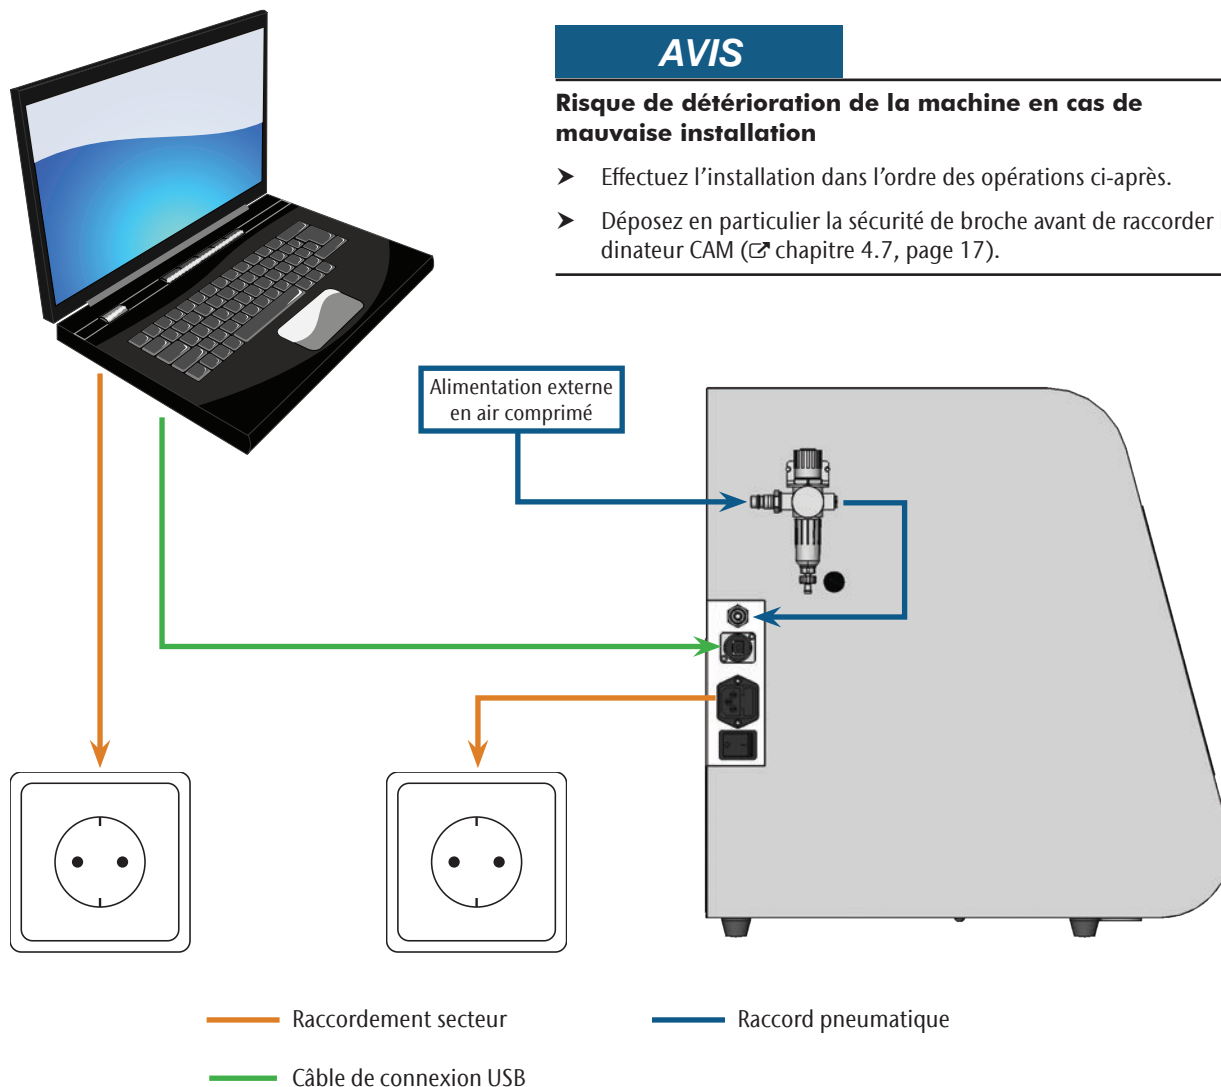 AVIS
Risque de détérioration de la machine en cas de
mauvaise installation
➤ Effectuez l'installation dans l'ordre des opérations ci-après.
➤ Déposez en particulier la sécurité de broche avant de raccorder
dinateur CAM (☞ chapitre 4.7, page 17).
Alimentation externe
en air comprimé
Raccordement secteur
Raccord pneumatique
Câble de connexion USB